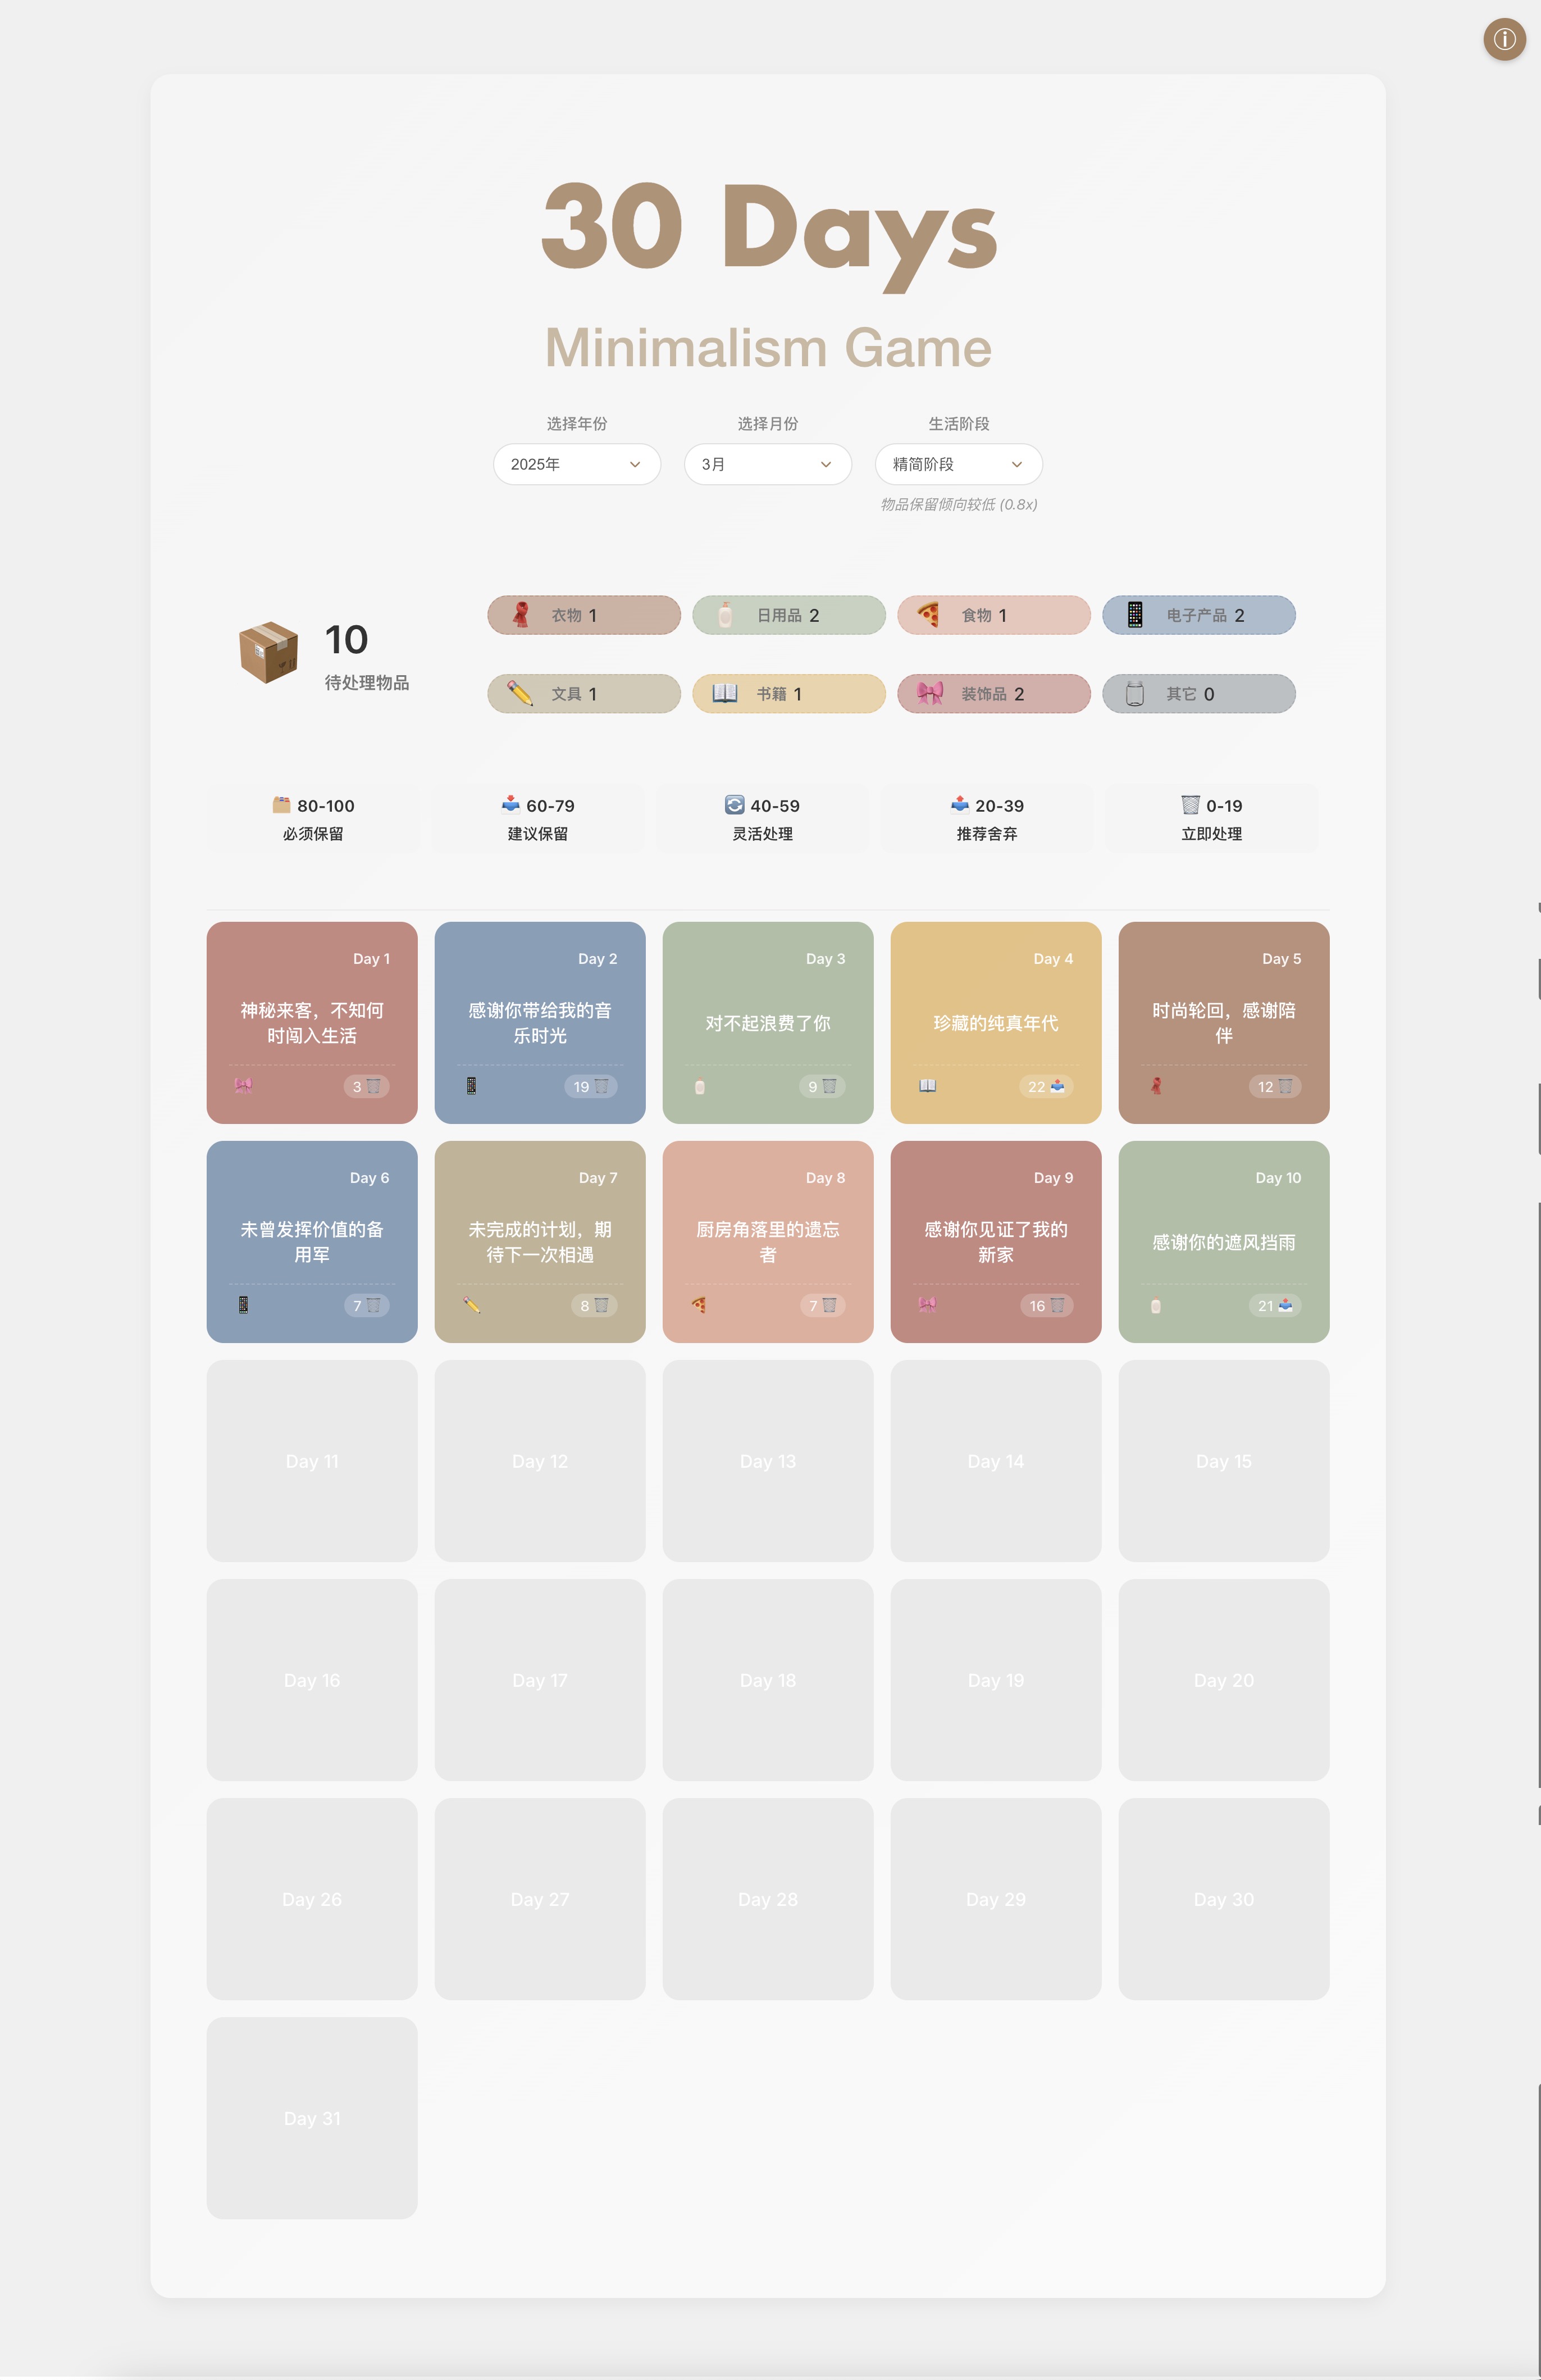 30 Days
Minimalism Game
选择年份
选择月份
生活阶段
2025年
3月
精简阶段
物品保留倾向较低 (0.8x)
10
待处理物品
衣物 1
日用品 2
食物 1
电子产品 2
文具 1
书籍 1
装饰品 2
其它 0
80-100
必须保留
60-79
建议保留
40-59
灵活处理
20-39
推荐舍弃
0-19
立即处理
Day 1
神秘来客，不知何
时闯入生活
3
Day 2
感谢你带给我的音
乐时光
19
Day 3
对不起浪费了你
9
Day 4
珍藏的纯真年代
22
Day 5
时尚轮回，感谢陪
伴
12
Day 6
未曾发挥价值的备
用军
7
Day 7
未完成的计划，期
待下一次相遇
8
Day 8
厨房角落里的遗忘
者
7
Day 9
感谢你见证了我的
新家
16
Day 10
感谢你的遮风挡雨
21
Day 11
Day 12
Day 13
Day 14
Day 15
Day 16
Day 17
Day 18
Day 19
Day 20
Day 26
Day 27
Day 28
Day 29
Day 30
Day 31